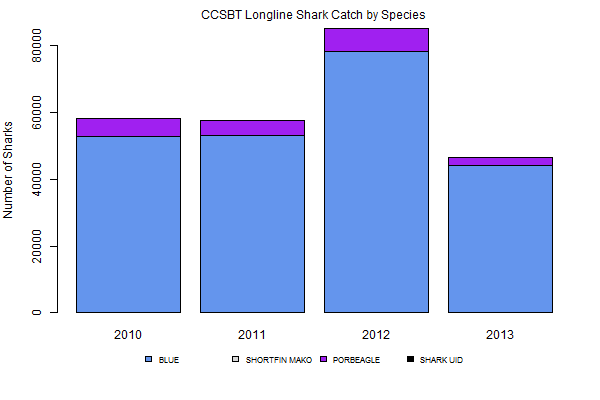 CCSBT Longline Shark Catch by Species
Number of Sharks
80000
60000
40000
20000
0
2010 2011 2012 2013
BLUE SHORTFIN MAKO PORBEAGLE SHARK UID